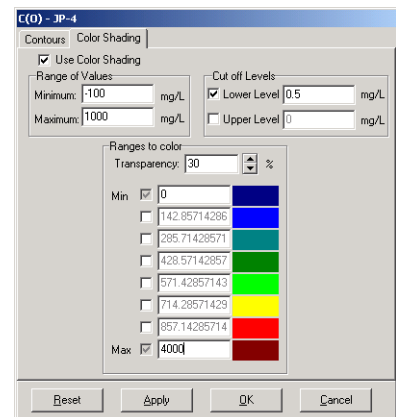 C(O) - JP-4
Contours Color Shading
Use Color Shading
Range of Values
Minimum: -100 mg/L
Maximum: 1000 mg/L
Cut off Levels
Lower Level 0.5 mg/L
Upper Level 0 mg/L
Ranges to color
Transparency: 30 %
Min 0
142.85714286
285.71428571
428.57142857
571.42857143
714.28571429
857.14285714
Max 4000
Reset Apply OK Cancel